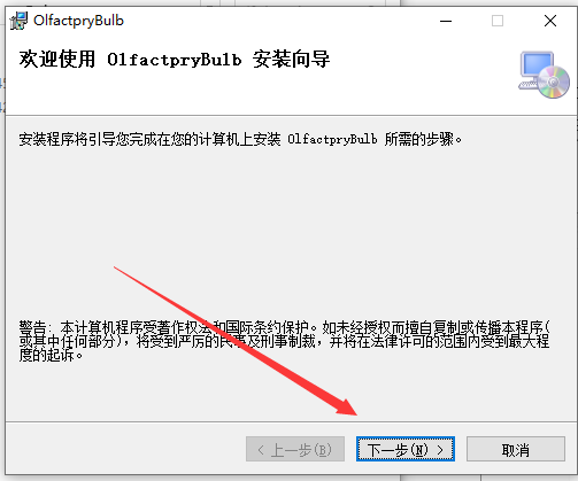 OlfactpryBulb
欢迎使用 OlfactpryBulb 安装向导
安装程序将引导您完成在您的计算机上安装 OlfactpryBulb 所需的步骤。
警告: 本计算机程序受著作权法和国际条约保护。如未经授权而擅自复制或传播本程序(
或其中任何部分)，将受到严厉的民事及刑事制裁，并将在法律许可的范围内受到最大程
度的起诉。
< 上一步(B) 下一步(N) > 取消